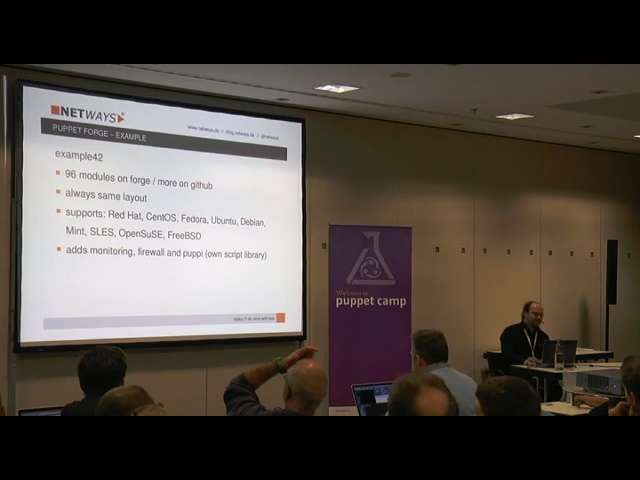 NETWAYS
www.netways.de / blog.netways.de / @netways
PUPPET FORGE – EXAMPLE
example42
96 modules on forge / more on github
always same layout
supports: Red Hat, CentOS, Fedora, Ubuntu, Debian,
Mint, SLES, OpenSuSE, FreeBSD
adds monitoring, firewall and puppi (own script library)
Welcome to
puppet camp